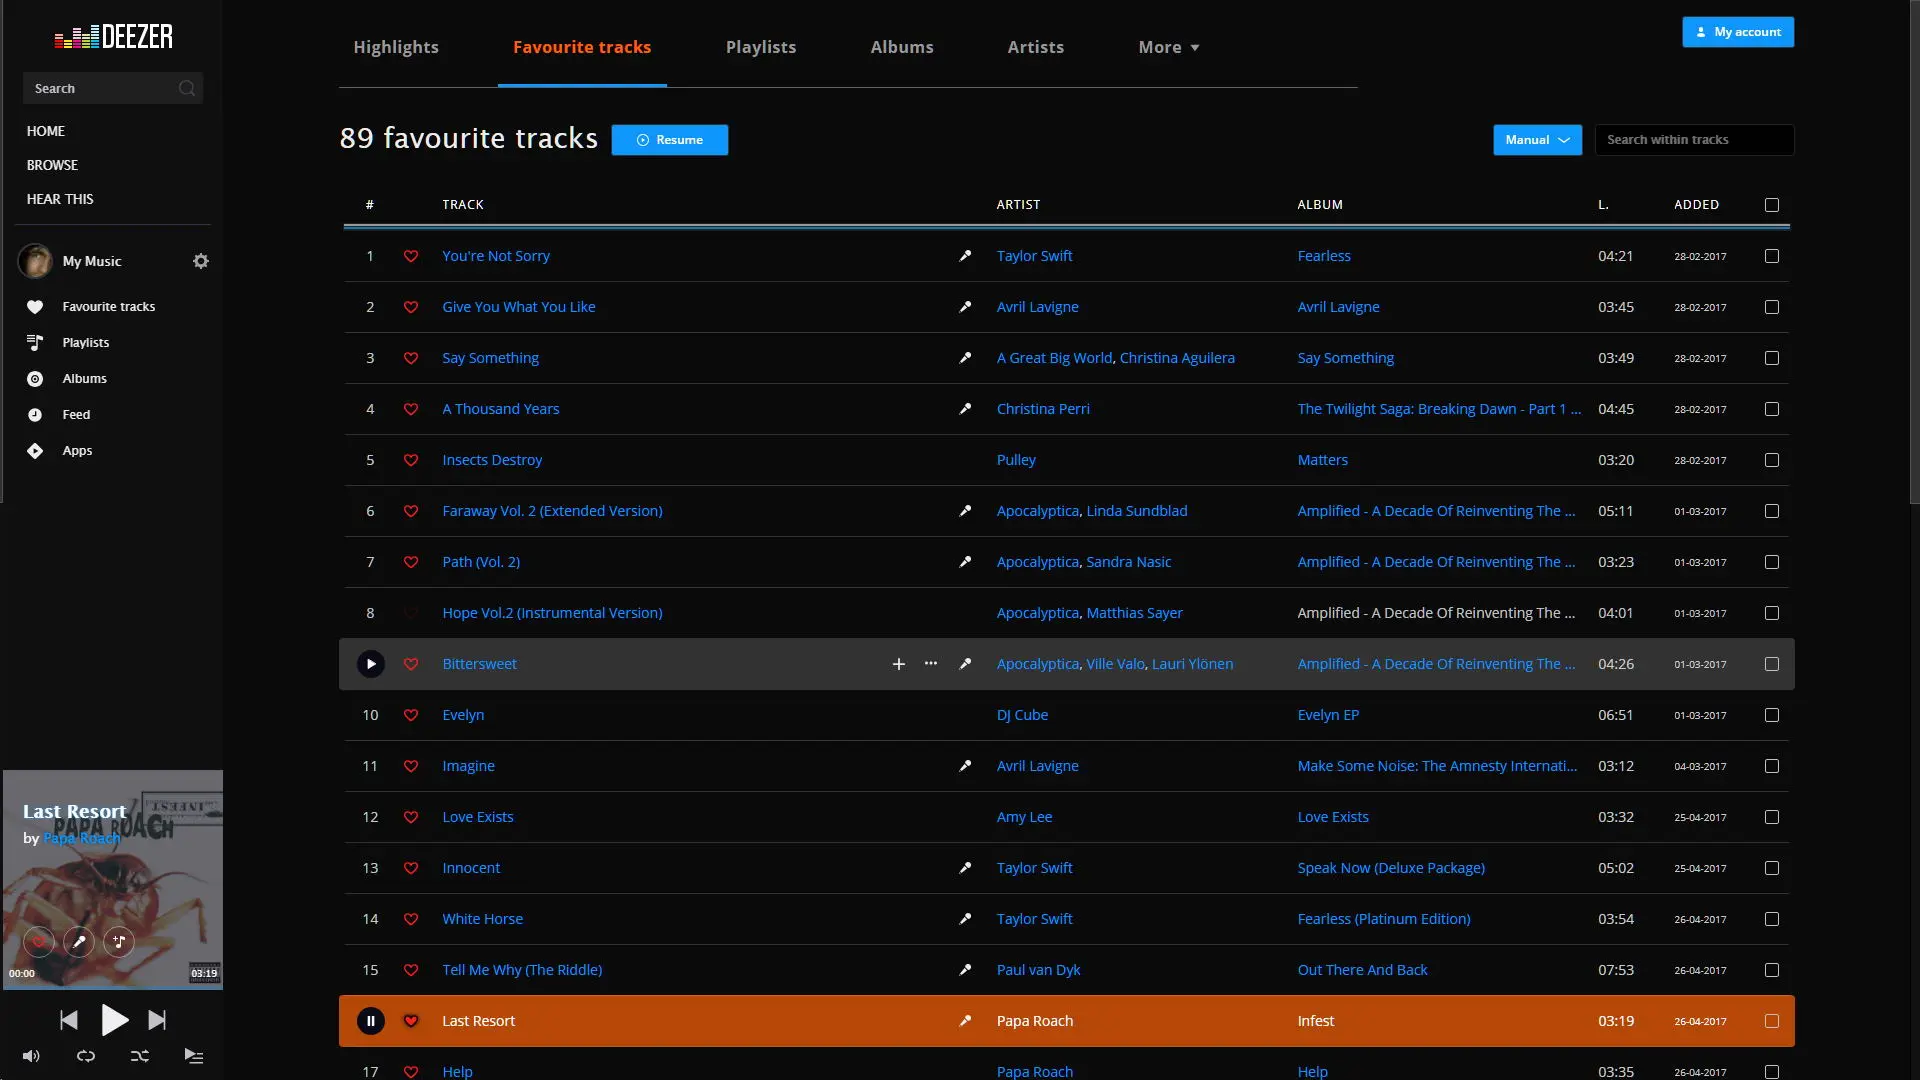 DEEZER
Search
HOME
BROWSE
HEAR THIS
My Music
Favourite tracks
Playlists
Albums
Feed
Apps
Last Resort
by Papa Roach
PAPA ROACH
INFEST
00:00 03:19
Highlights Favourite tracks Playlists Albums Artists More
My account
89 favourite tracks Resume Manual Search within tracks
# TRACK ARTIST ALBUM L. ADDED
1 You're Not Sorry Taylor Swift Fearless 04:21 28-02-2017
2 Give You What You Like Avril Lavigne Avril Lavigne 03:45 28-02-2017
3 Say Something A Great Big World, Christina Aguilera Say Something 03:49 28-02-2017
4 A Thousand Years Christina Perri The Twilight Saga: Breaking Dawn - Part 1 ... 04:45 28-02-2017
5 Insects Destroy Pulley Matters 03:20 28-02-2017
6 Faraway Vol. 2 (Extended Version) Apocalyptica, Linda Sundblad Amplified - A Decade Of Reinventing The ... 05:11 01-03-2017
7 Path (Vol. 2) Apocalyptica, Sandra Nasic Amplified - A Decade Of Reinventing The ... 03:23 01-03-2017
8 Hope Vol.2 (Instrumental Version) Apocalyptica, Matthias Sayer Amplified - A Decade Of Reinventing The ... 04:01 01-03-2017
Bittersweet Apocalyptica, Ville Valo, Lauri Ylönen Amplified - A Decade Of Reinventing The ... 04:26 01-03-2017
10 Evelyn DJ Cube Evelyn EP 06:51 01-03-2017
11 Imagine Avril Lavigne Make Some Noise: The Amnesty Internati... 03:12 04-03-2017
12 Love Exists Amy Lee Love Exists 03:32 25-04-2017
13 Innocent Taylor Swift Speak Now (Deluxe Package) 05:02 25-04-2017
14 White Horse Taylor Swift Fearless (Platinum Edition) 03:54 26-04-2017
15 Tell Me Why (The Riddle) Paul van Dyk Out There And Back 07:53 26-04-2017
Last Resort Papa Roach Infest 03:19 26-04-2017
17 Help Papa Roach Help 03:35 26-04-2017